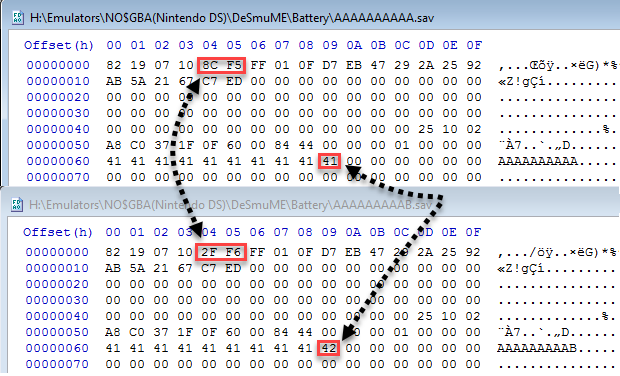 H:\Emulators\NO$GBA(Nintendo DS)\DeSmuME\Battery\AAAAAAAAAA.sav
Offset(h) 00 01 02 03 04 05 06 07 08 09 0A 0B 0C 0D 0E 0F
00000000 82 19 07 10 8C F5 FF 01 0F D7 EB 47 29 2A 25 92 ‚...Œõÿ..×ëG)*%
00000010 AB 5A 21 67 C7 ED 00 00 00 00 00 00 00 00 00 00 «Z!gÇí.........
00000020 00 00 00 00 00 00 00 00 00 00 00 00 00 00 00 00 ...............
00000030 00 00 00 00 00 00 00 00 00 00 00 00 00 00 00 00 ...............
00000040 00 00 00 00 00 00 00 00 00 00 00 00 00 25 10 02 .............%.
00000050 A8 C0 37 1F 0F 60 00 84 44 00 00 00 01 00 00 00 ¨À7..`.„D......
00000060 41 41 41 41 41 41 41 41 41 41 00 00 00 00 00 00 AAAAAAAAAA.....
00000070 00 00 00 00 00 00 00 00 00 00 00 00 00 00 00 00 ...............
H:\Emulators\NO$GBA(Nintendo DS)\DeSmuME\Battery\AAAAAAAAAB.sav
Offset(h) 00 01 02 03 04 05 06 07 08 09 0A 0B 0C 0D 0E 0F
00000000 82 19 07 10 2F F6 FF 01 0F D7 EB 47 29 2A 25 92 ‚.../öÿ..×ëG)*%
00000010 AB 5A 21 67 C7 ED 00 00 00 00 00 00 00 00 00 00 «Z!gÇí.........
00000020 00 00 00 00 00 00 00 00 00 00 00 00 00 00 00 00 ...............
00000030 00 00 00 00 00 00 00 00 00 00 00 00 00 00 00 00 ...............
00000040 00 00 00 00 00 00 00 00 00 00 00 00 00 25 10 02 .............%.
00000050 A8 C0 37 1F 0F 60 00 84 44 00 00 00 01 00 00 00 ¨À7..`.„D......
00000060 41 41 41 41 41 41 41 41 41 42 00 00 00 00 00 00 AAAAAAAAAB.....
00000070 00 00 00 00 00 00 00 00 00 00 00 00 00 00 00 00 ...............